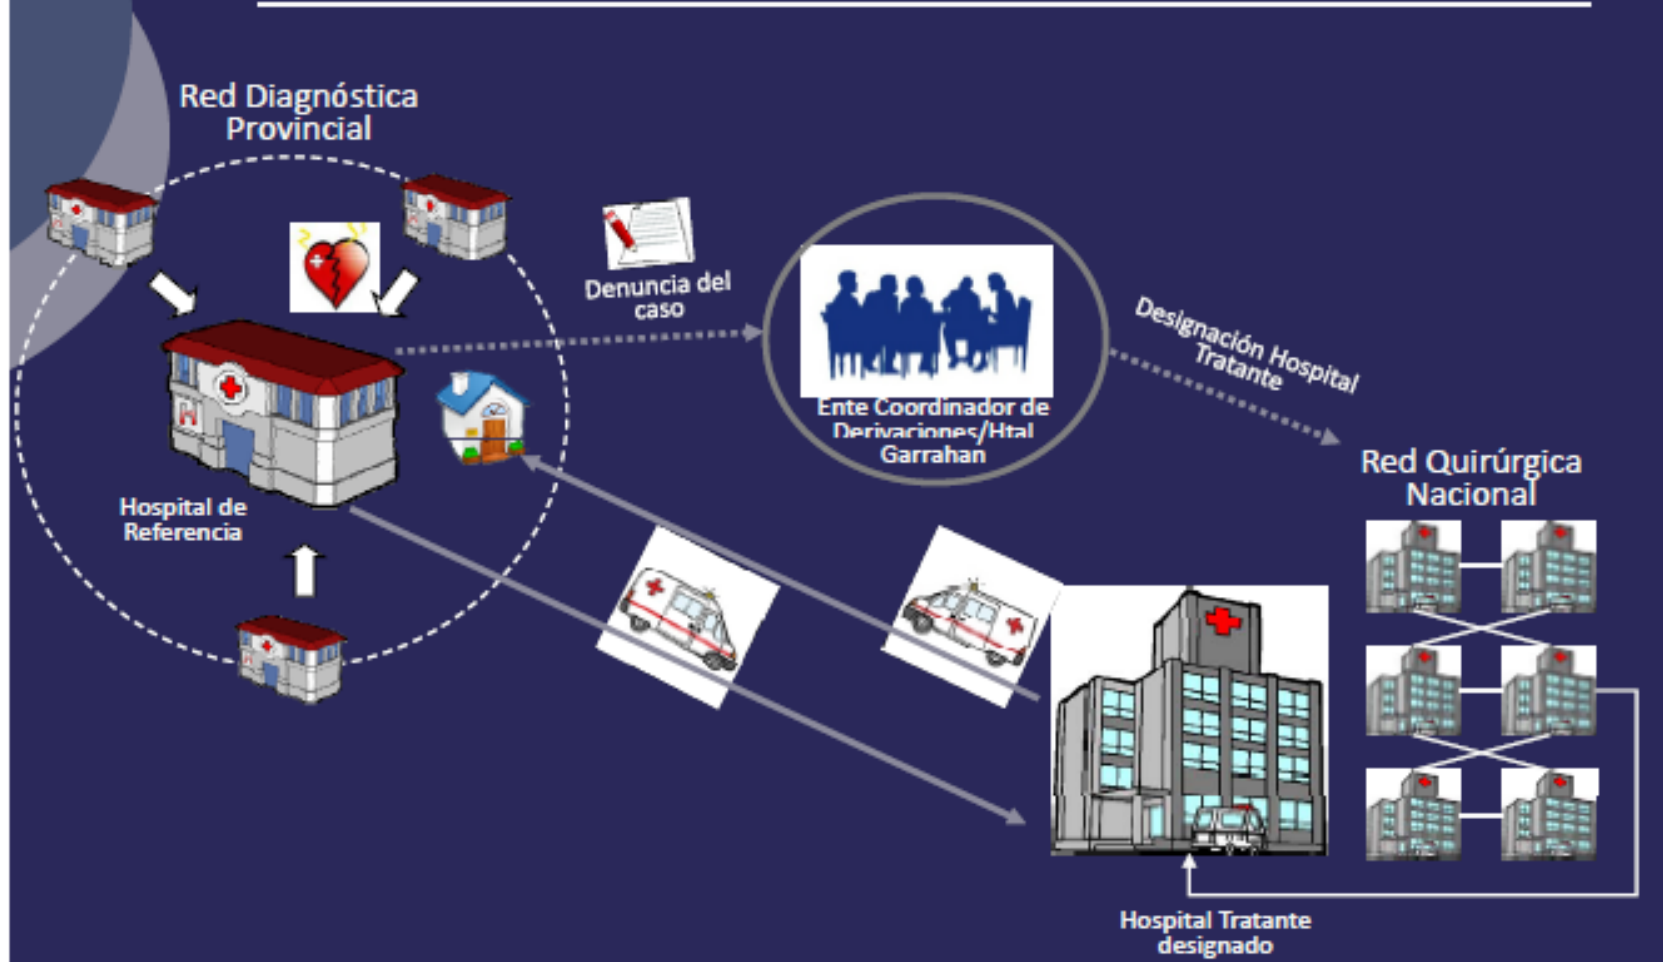 Red Diagnóstica
Provincial
Denuncia del
caso
Designación Hospital
Tratante
Ente Coordinador de
Derivaciones/Htal
Garrahan
Hospital de
Referencia
H
Red Quirúrgica
Nacional
Hospital Tratante
designado